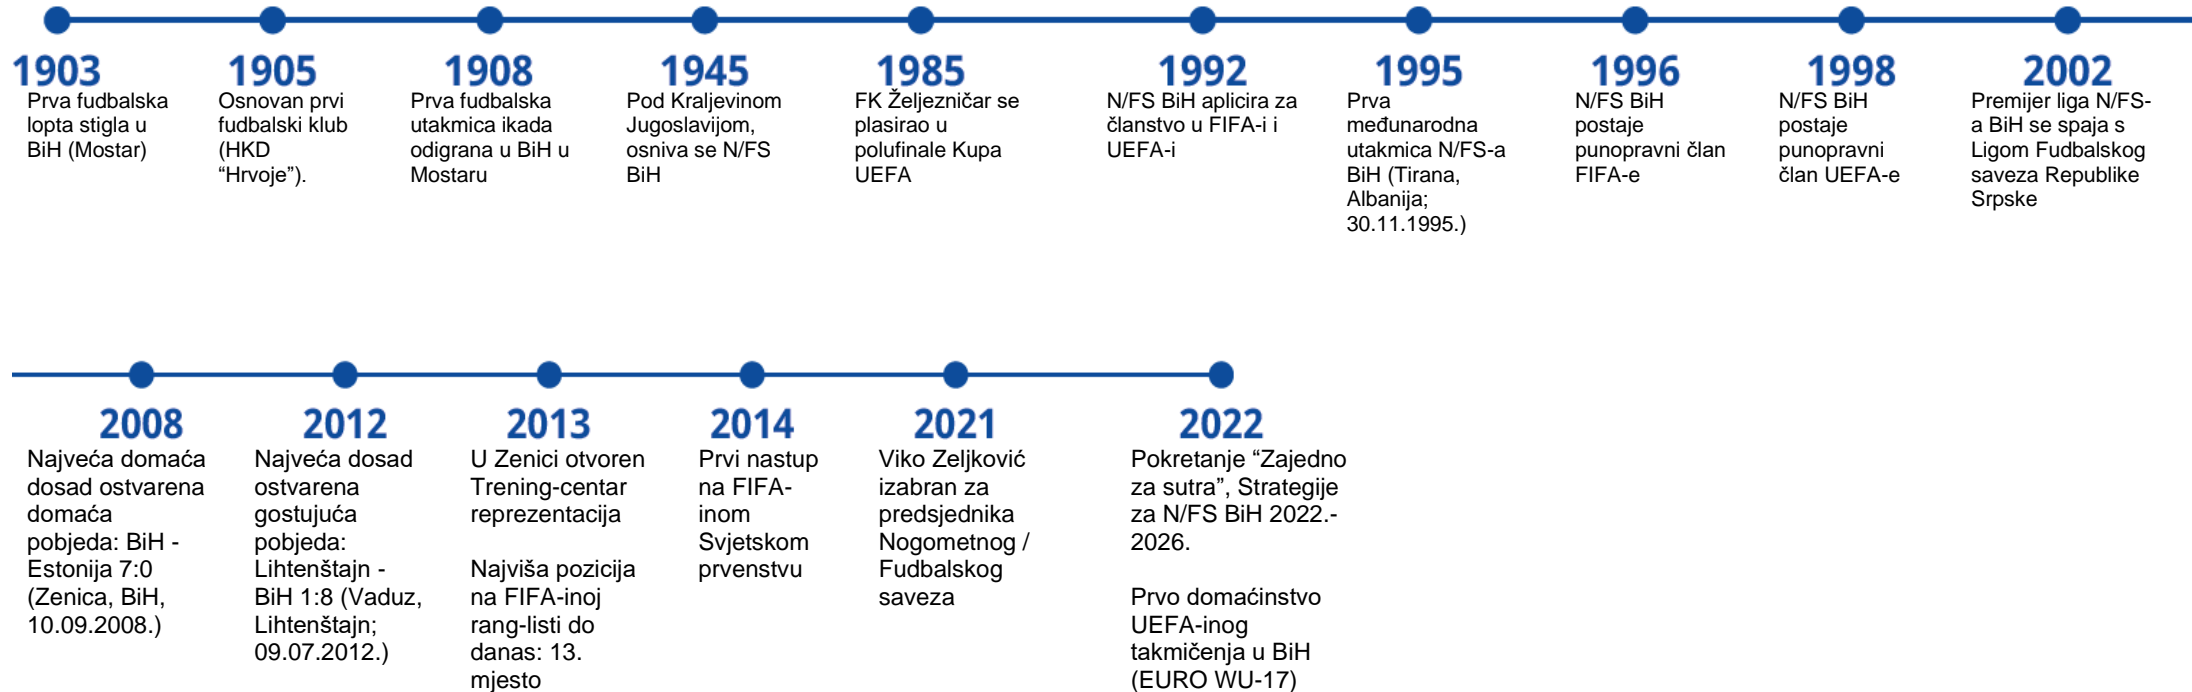 1903
Prva fudbalska
lopta stigla u
BiH (Mostar)
1905
Osnovan prvi
fudbalski klub
(HKD
“Hrvoje”).
1908
Prva fudbalska
utakmica ikada
odigrana u BiH u
Mostaru
1945
Pod Kraljevinom
Jugoslavijom,
osniva se N/FS
BiH
1985
FK Željezničar se
plasirao u
polufinale Kupa
UEFA
1992
N/FS BiH aplicira za
članstvo u FIFA-i i
UEFA-i
1995
Prva
međunarodna
utakmica N/FS-a
BiH (Tirana,
Albanija;
30.11.1995.)
1996
N/FS BiH
postaje
punopravni član
FIFA-e
1998
N/FS BiH
postaje
punopravni
član UEFA-e
2002
Premijer liga N/FS-
a BiH se spaja s
Ligom Fudbalskog
saveza Republike
Srpske
2008
Najveća domaća
dosad ostvarena
domaća
pobjeda: BiH -
Estonija 7:0
(Zenica, BiH,
10.09.2008.)
2012
Najveća dosad
ostvarena
gostujuća
pobjeda:
Lihtenštajn -
BiH 1:8 (Vaduz,
Lihtenštajn;
09.07.2012.)
2013
U Zenici otvoren
Trening-centar
reprezentacija
Najviša pozicija
na FIFA-inoj
rang-listi do
danas: 13.
mjesto
2014
Prvi nastup
na FIFA-
inom
Svjetskom
prvenstvu
2021
Viko Zeljković
izabran za
predsjednika
Nogometnog /
Fudbalskog
saveza
2022
Pokretanje “Zajedno
za sutra”, Strategije
za N/FS BiH 2022.-
2026.
Prvo domaćinstvo
UEFA-inog
takmičenja u BiH
(EURO WU-17)